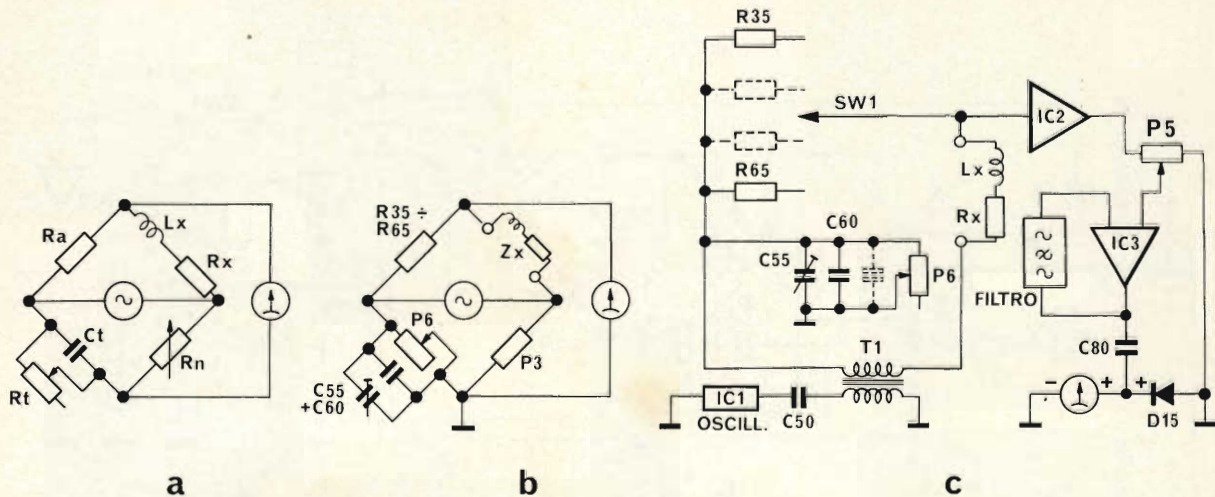 Ra
Lx
Rx
Ct
Rt
Rn
a
R35 ÷
R65
Zx
P6
C55
+C60
P3
b
R35
SW1
R65
IC2
P5
Lx
Rx
C60
C55
P6
IC3
FILTRO
T1
C80
IC1
OSCILL.
C50
- +
+
D15
c